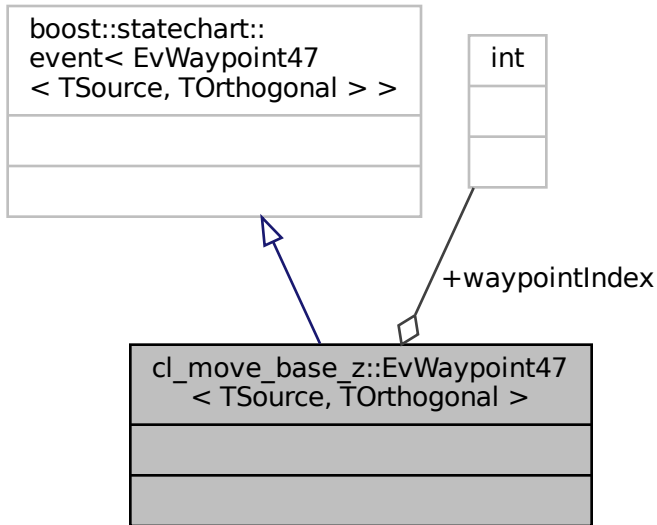 boost::statechart::
event< EvWaypoint47
< TSource, TOrthogonal > >
int
+waypointIndex
cl_move_base_z::EvWaypoint47
< TSource, TOrthogonal >